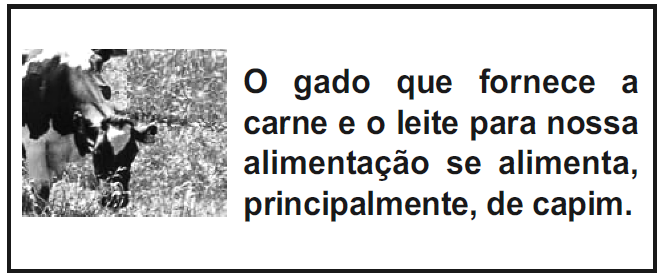 O gado que fornece a
carne e o leite para nossa
alimentação se alimenta,
principalmente, de capim.